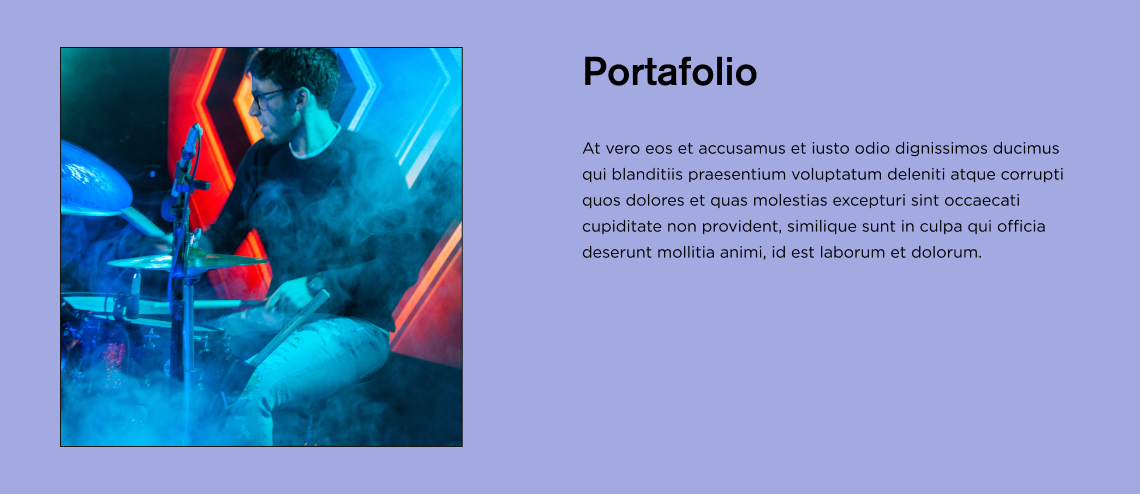 Portafolio
At vero eos et accusamus et iusto odio dignissimos ducimus
qui blanditiis praesentium voluptatum deleniti atque corrupti
quos dolores et quas molestias excepturi sint occaecati
cupiditate non provident, similique sunt in culpa qui officia
deserunt mollitia animi, id est laborum et dolorum.